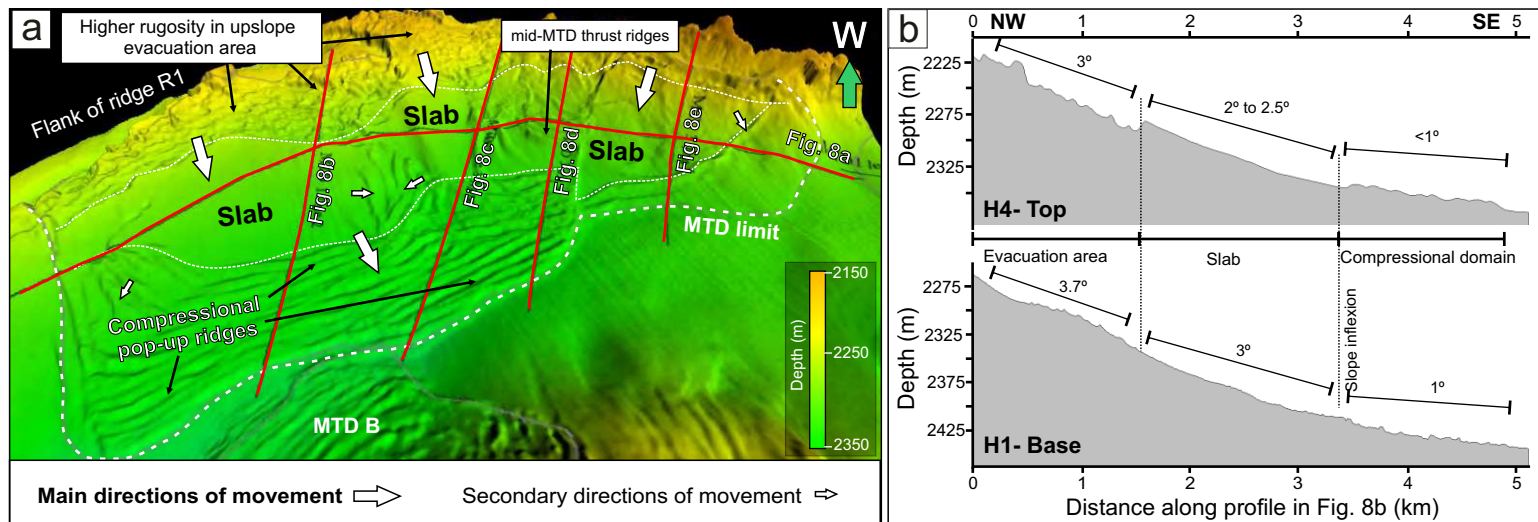 a
Higher rugosity in upslope
evacuation area
mid-MTD thrust ridges
W
Flank of ridge R1
Slab
Slab
Slab
Slab
Fig. 8b
Fig. 8c
Fig. 8d
Fig. 8e
Fig. 8a
MTD limit
Compressional
pop-up ridges
MTD B
Depth (m)
2150
2250
2350
Main directions of movement
Secondary directions of movement
b
NW
SE
0
1
2
3
4
5
Depth (m)
2225
2275
2325
3º
2º to 2.5º
<1º
H4- Top
Evacuation area
Slab
Compressional domain
Depth (m)
2275
2325
2375
2425
3.7º
3º
1º
Slope inflexion
H1- Base
0
1
2
3
4
5
Distance along profile in Fig. 8b (km)